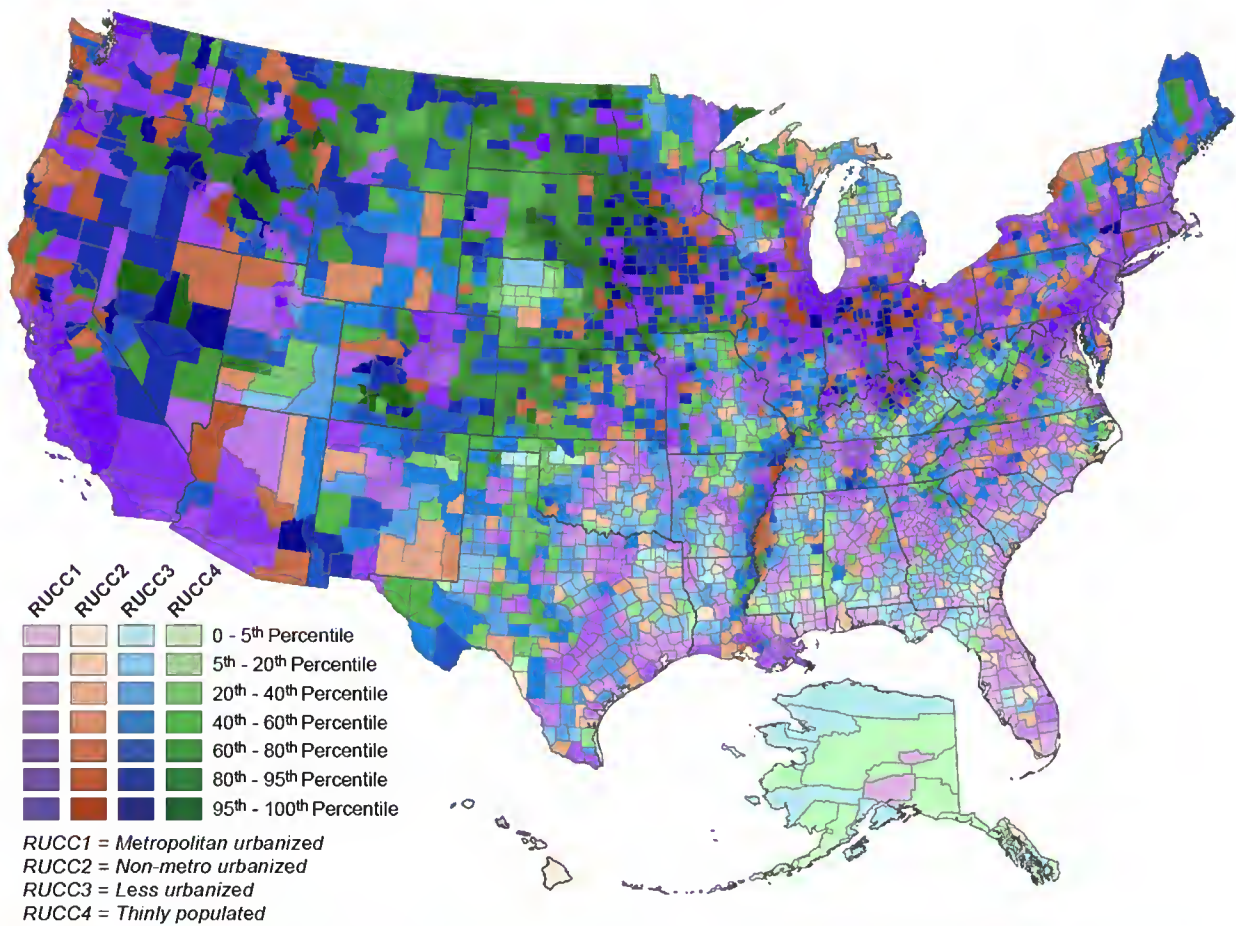 RUCC1 RUCC2 RUCC3 RUCC4
0 - 5th Percentile
5th - 20th Percentile
20th - 40th Percentile
40th - 60th Percentile
60th - 80th Percentile
80th - 95th Percentile
95th - 100th Percentile
RUCC1 = Metropolitan urbanized
RUCC2 = Non-metro urbanized
RUCC3 = Less urbanized
RUCC4 = Thinly populated